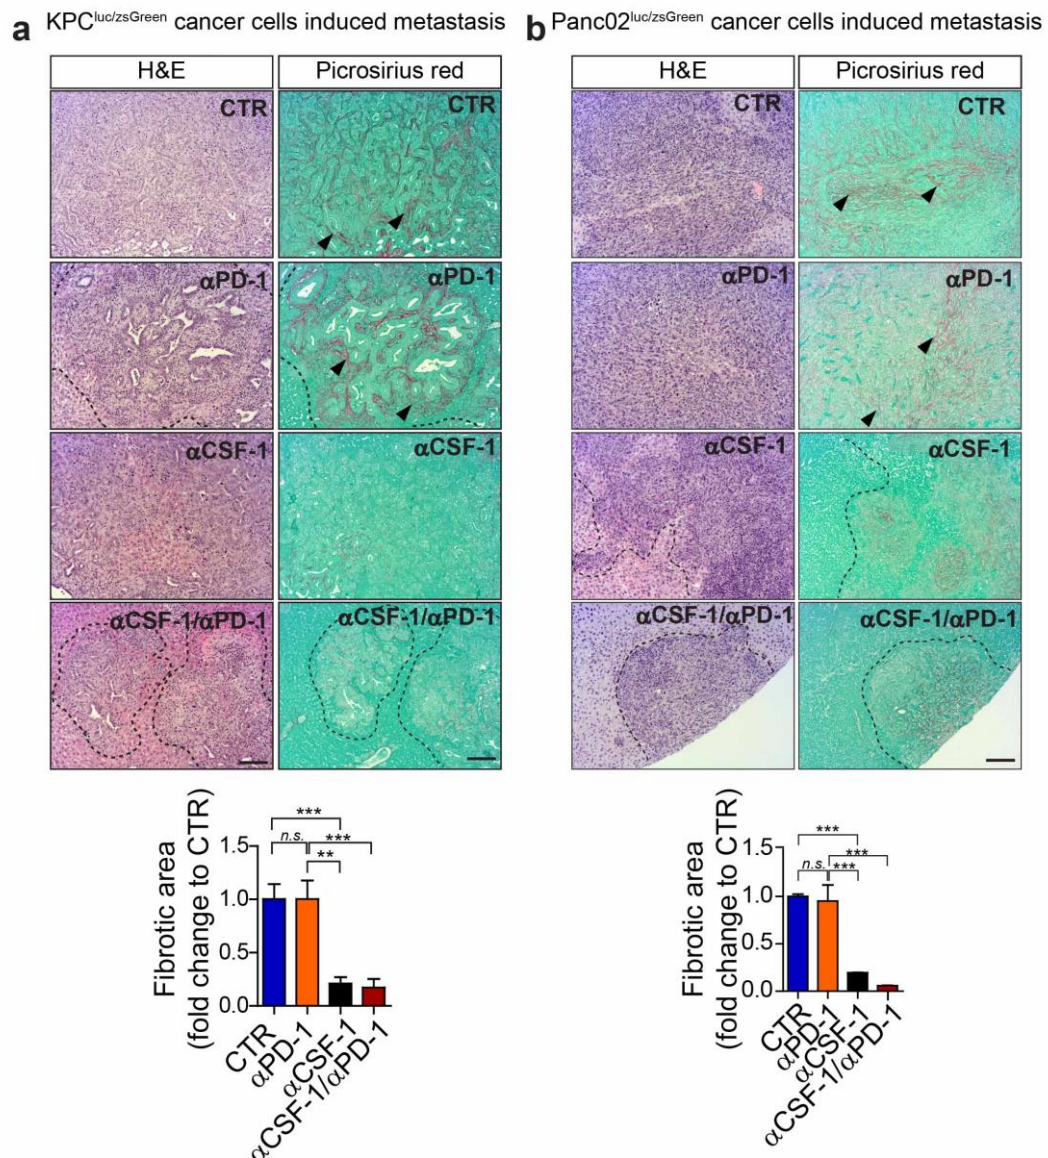 a KPCluc/zsGreen cancer cells induced metastasis
H&E Picrosirius red
CTR CTR
αPD-1 αPD-1
αCSF-1 αCSF-1
αCSF-1/αPD-1 αCSF-1/αPD-1
Fibrotic area
(fold change to CTR)
1.5
1.0
0.5
0.0
***
n.s. ***
**
CTR
αPD-1
αCSF-1
αCSF-1/αPD-1
b Panc02luc/zsGreen cancer cells induced metastasis
H&E Picrosirius red
CTR CTR
αPD-1 αPD-1
αCSF-1 αCSF-1
αCSF-1/αPD-1 αCSF-1/αPD-1
Fibrotic area
(fold change to CTR)
1.5
1.0
0.5
0.0
***
***
n.s. ***
CTR
αPD-1
αCSF-1
αCSF-1/αPD-1